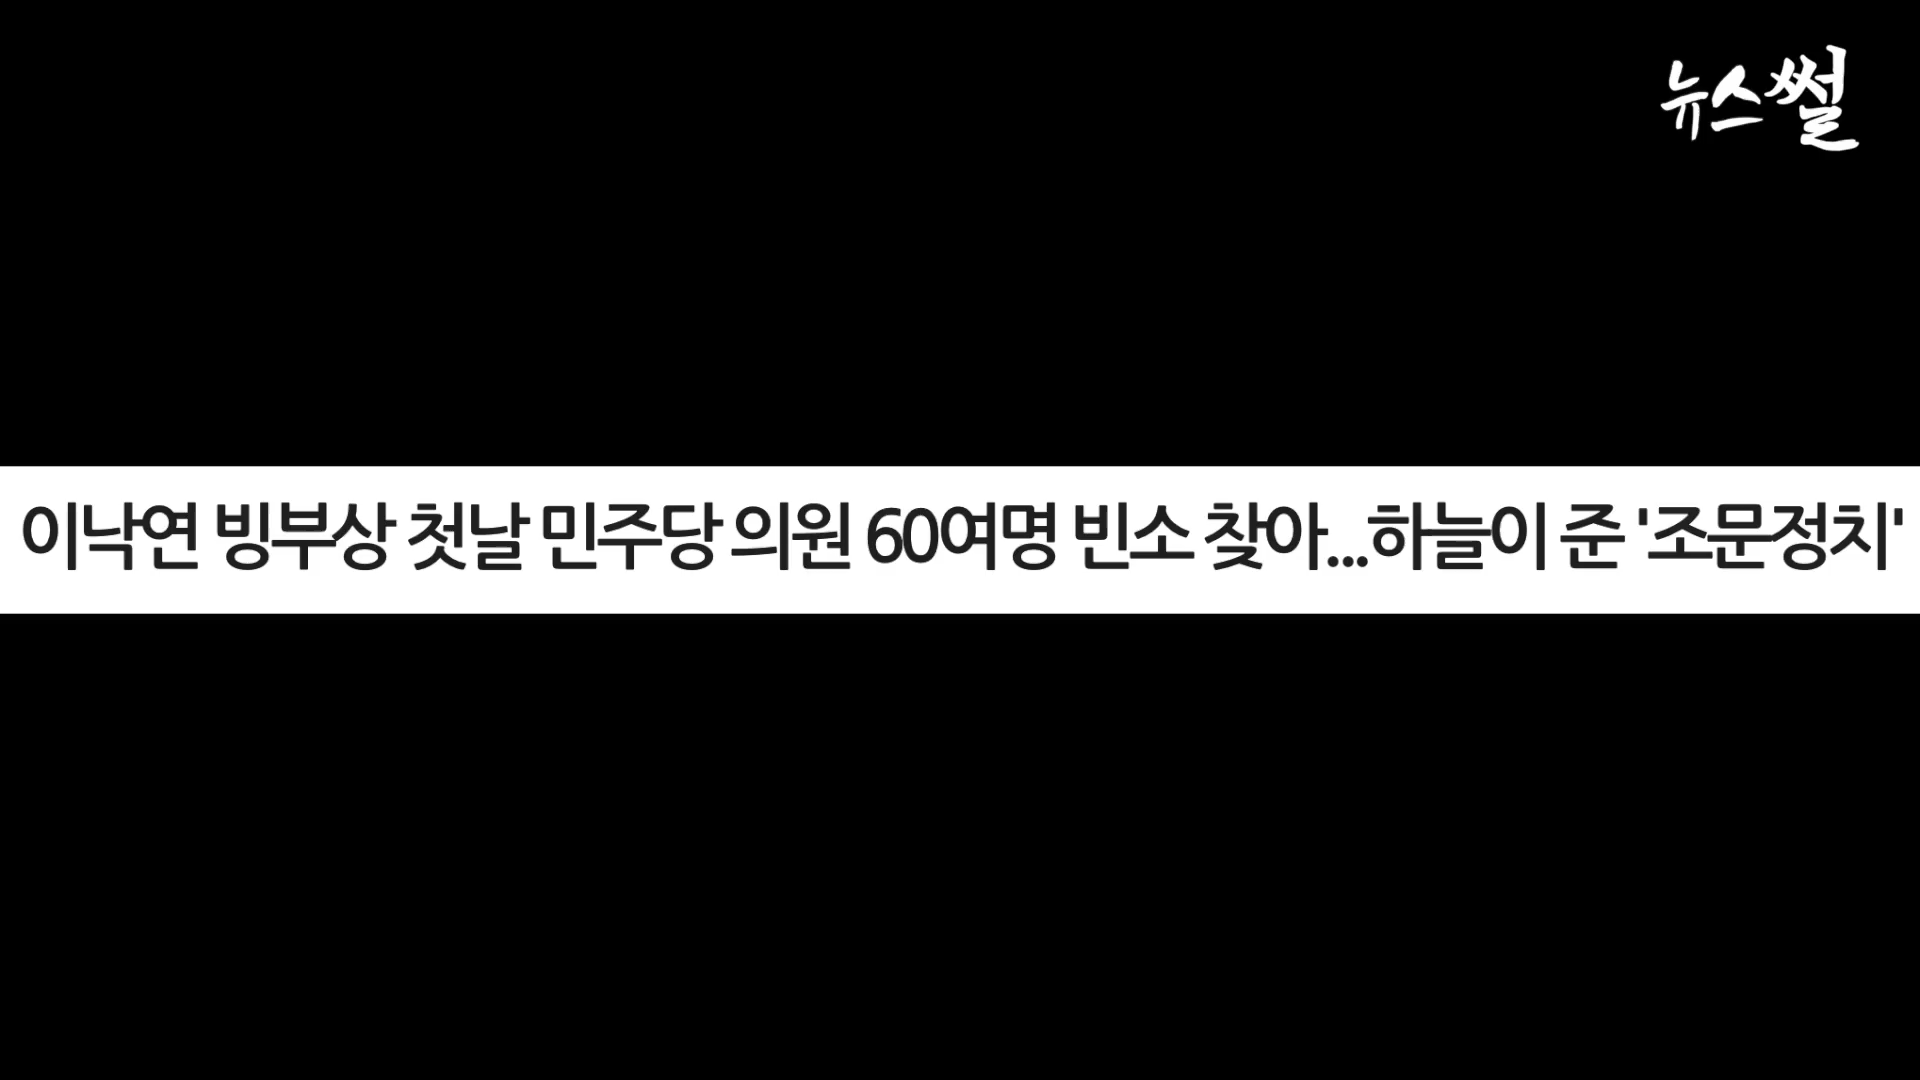 뉴스썰
이낙연 빙부상 첫날 민주당 의원 60여명 빈소 찾아...하늘이 준 '조문정치'